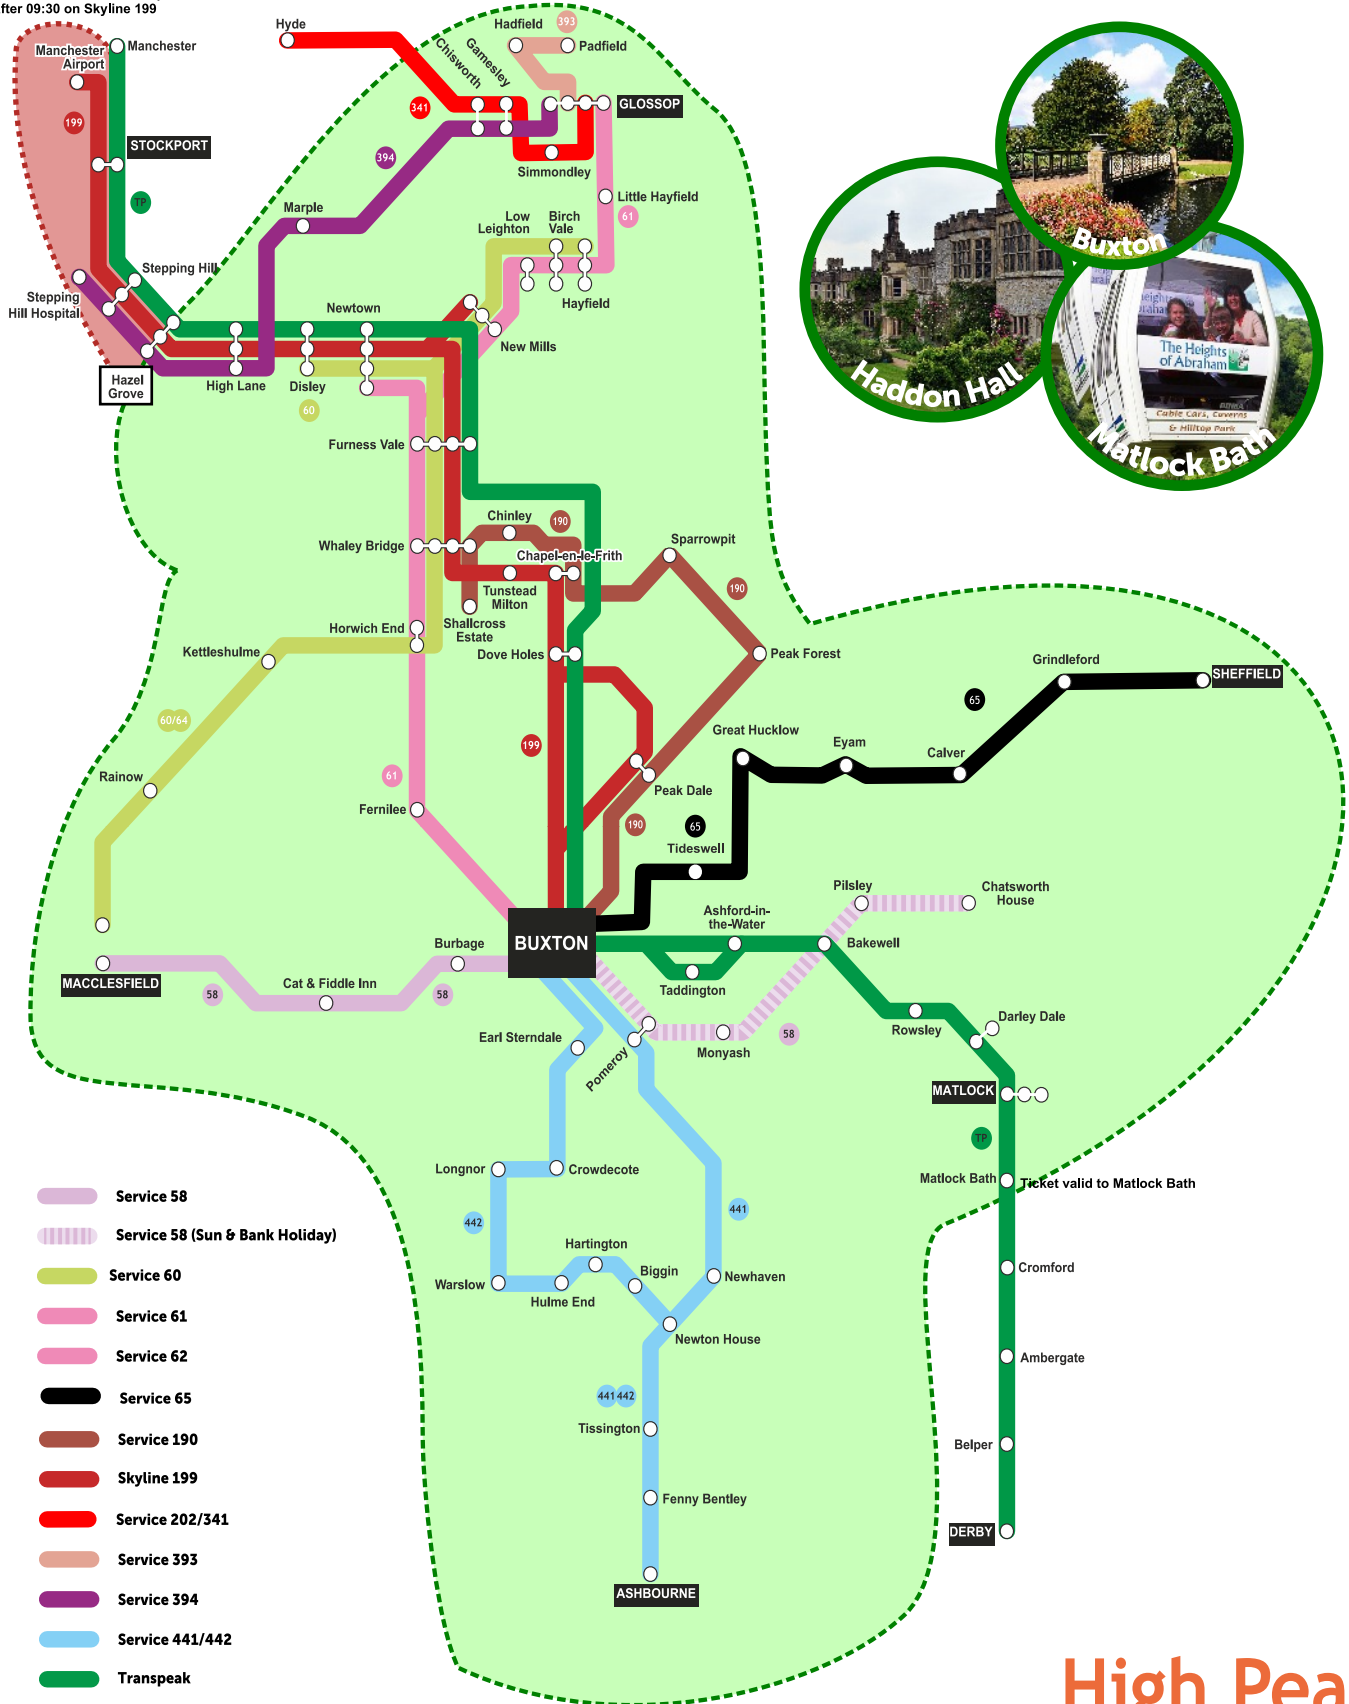 fter 09:30 on Skyline 199
Manchester
Airport
Manchester
199
STOCKPORT
TP
Stepping Hill
Stepping
Hill Hospital
Hazel
Grove
Hyde
341
Chisworth
Gamesley
Hadfield
393
Padfield
GLOSSOP
394
Simmondley
Marple
Little Hayfield
61
Low
Leighton
Birch
Vale
Hayfield
Newtown
New Mills
High Lane
Disley
60
Furness Vale
Whaley Bridge
Chinley
190
Chapel-en-le-Frith
Tunstead
Milton
Shallcross
Estate
Sparrowpit
190
Horwich End
Dove Holes
Peak Forest
Kettleshulme
60/64
Rainow
61
Fernilee
199
Peak Dale
190
Grindleford
SHEFFIELD
65
Great Hucklow
Eyam
Calver
65
Tideswell
Pilsley
Chatsworth
House
Ashford-in-
the-Water
BUXTON
Bakewell
Burbage
MACCLESFIELD
58
Cat & Fiddle Inn
58
Taddington
Rowsley
Darley Dale
Earl Sterndale
Pomeroy
Monyash
58
MATLOCK
TP
Matlock Bath
Ticket valid to Matlock Bath
Longnor
Crowdecote
442
441
Hartington
Biggin
Newhaven
Warslow
Hulme End
Newton House
Cromford
Ambergate
441
442
Tissington
Belper
Fenny Bentley
DERBY
ASHBOURNE
Buxton
Haddon Hall
The Heights
of Abraham
Cable Cars, Caverns
& Hilltop Park
Matlock Bath
Service 58
Service 58 (Sun & Bank Holiday)
Service 60
Service 61
Service 62
Service 65
Service 190
Skyline 199
Service 202/341
Service 393
Service 394
Service 441/442
Transpeak
High Pea